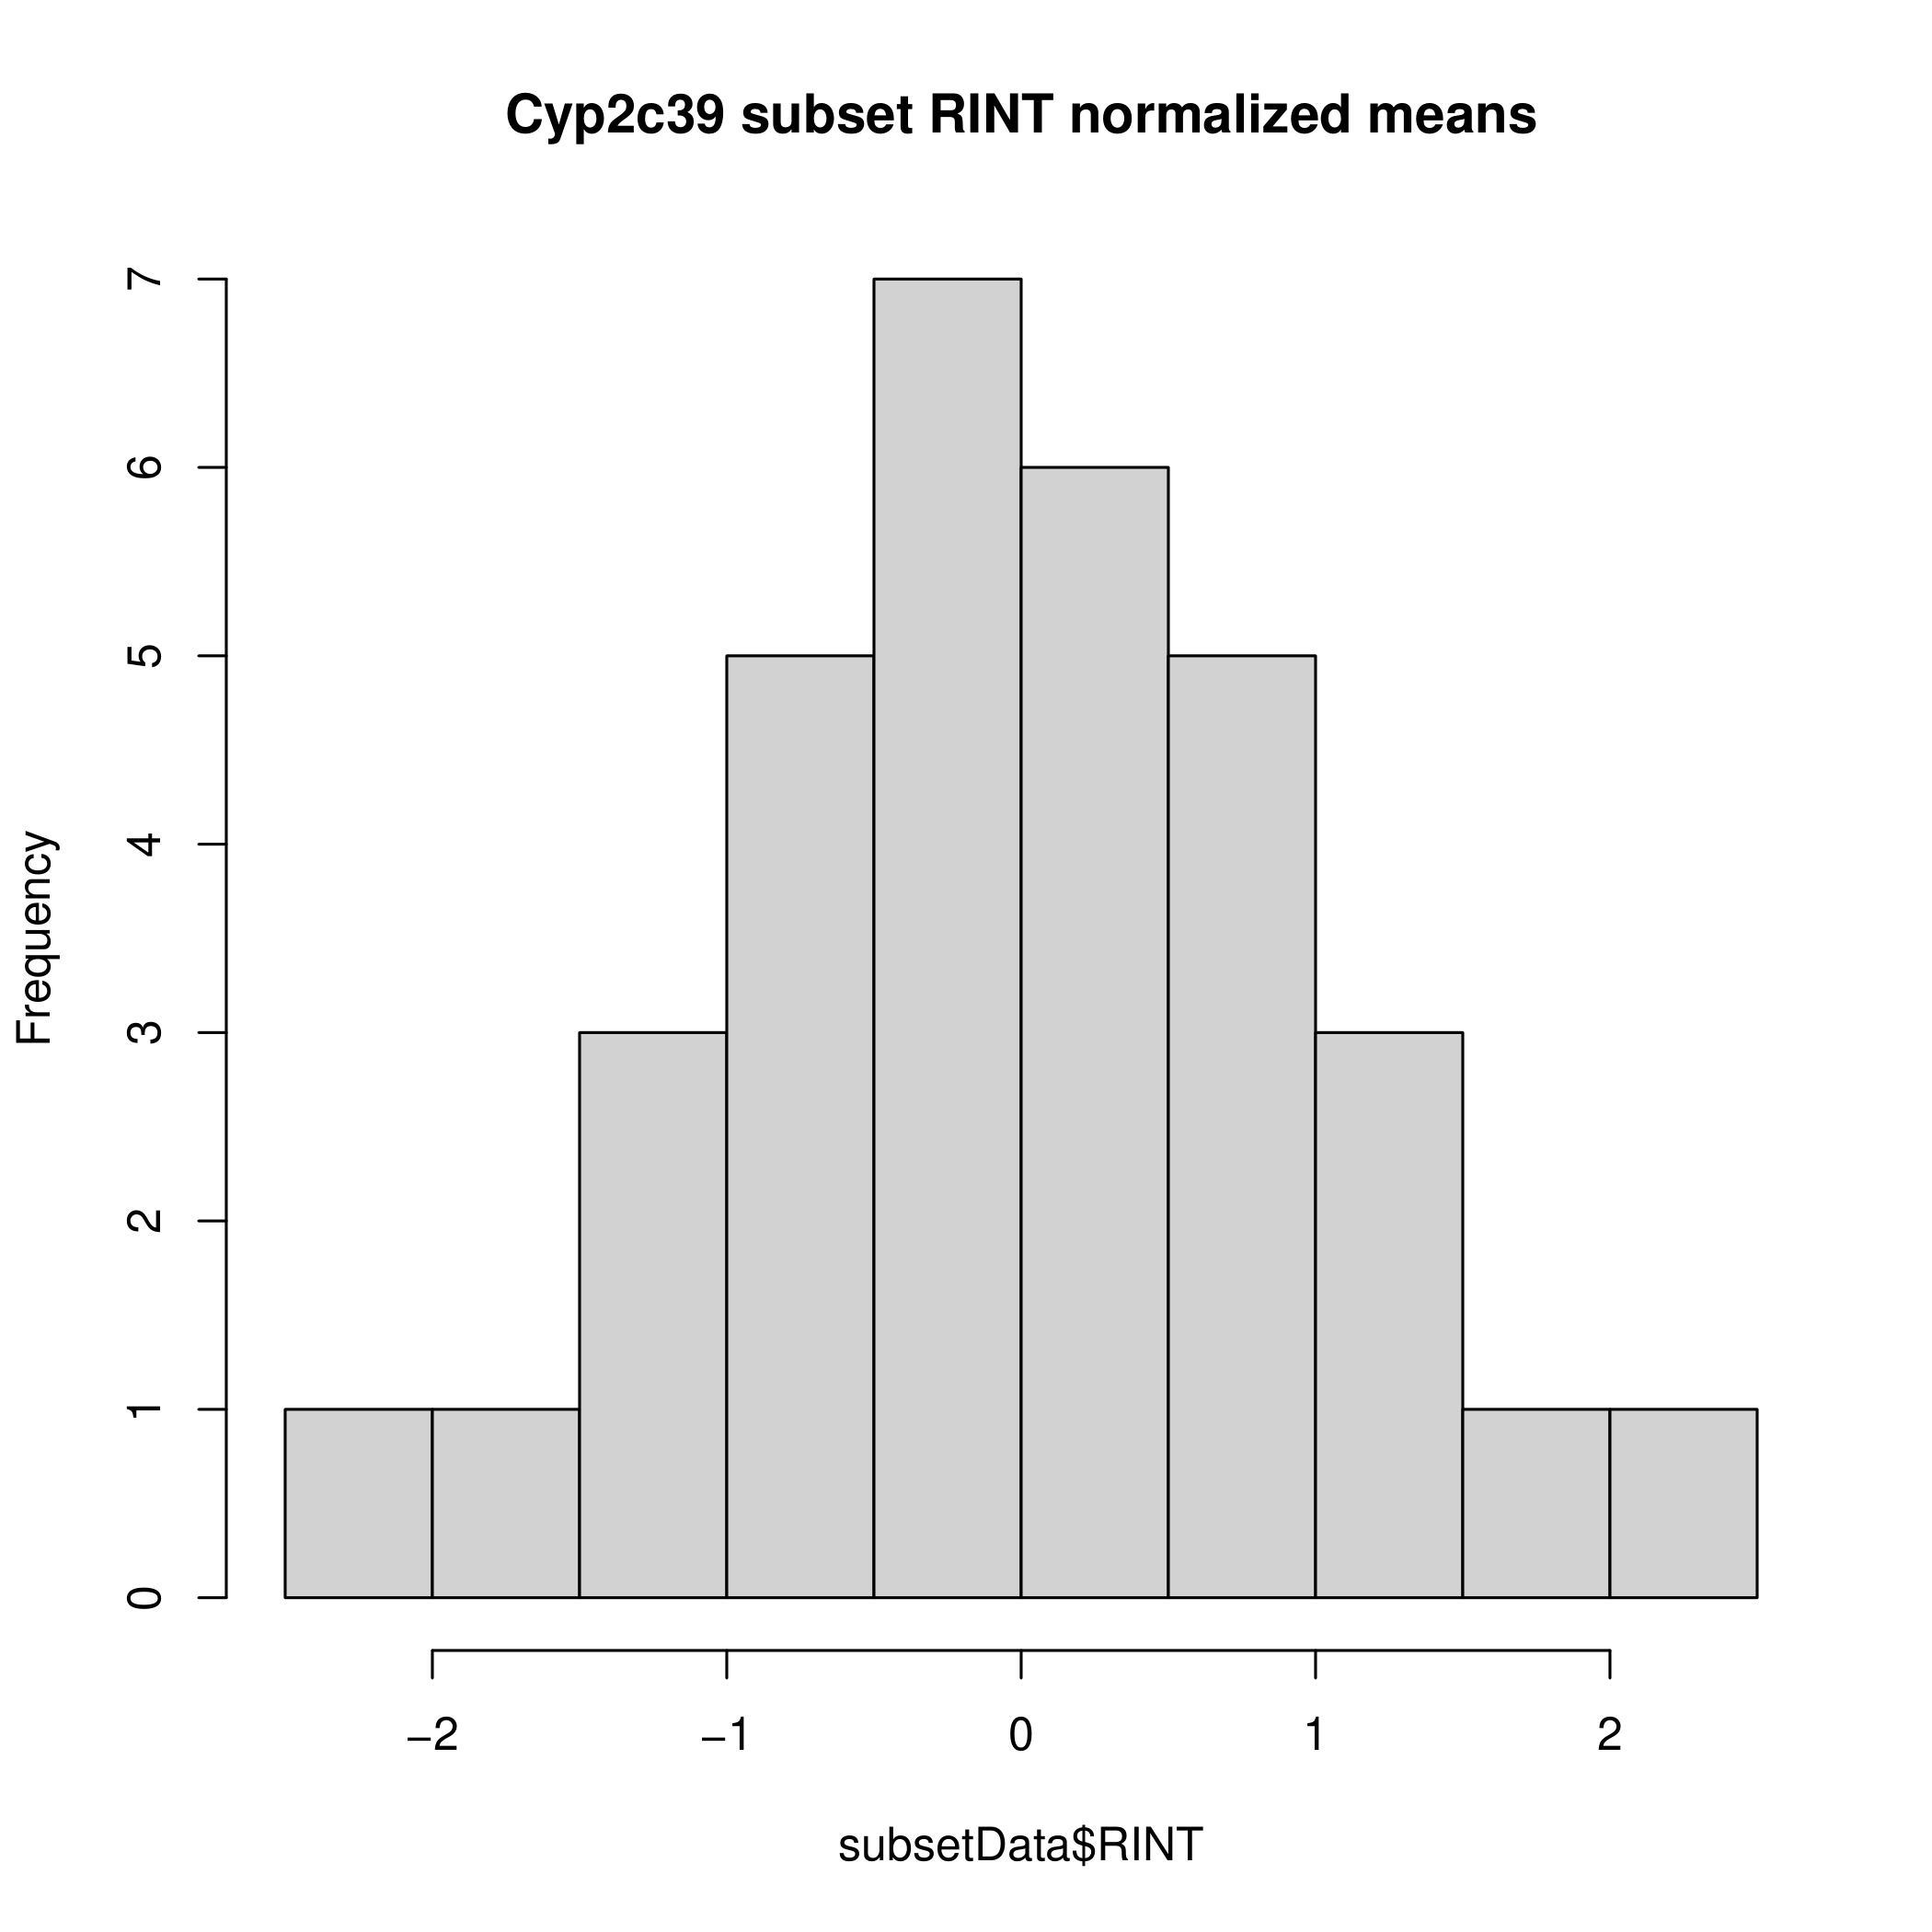 Cyp2c39 subset RINT normalized means
7
6
5
4
3
2
1
0
Frequency
−2 −1 0 1 2
subsetData$RINT